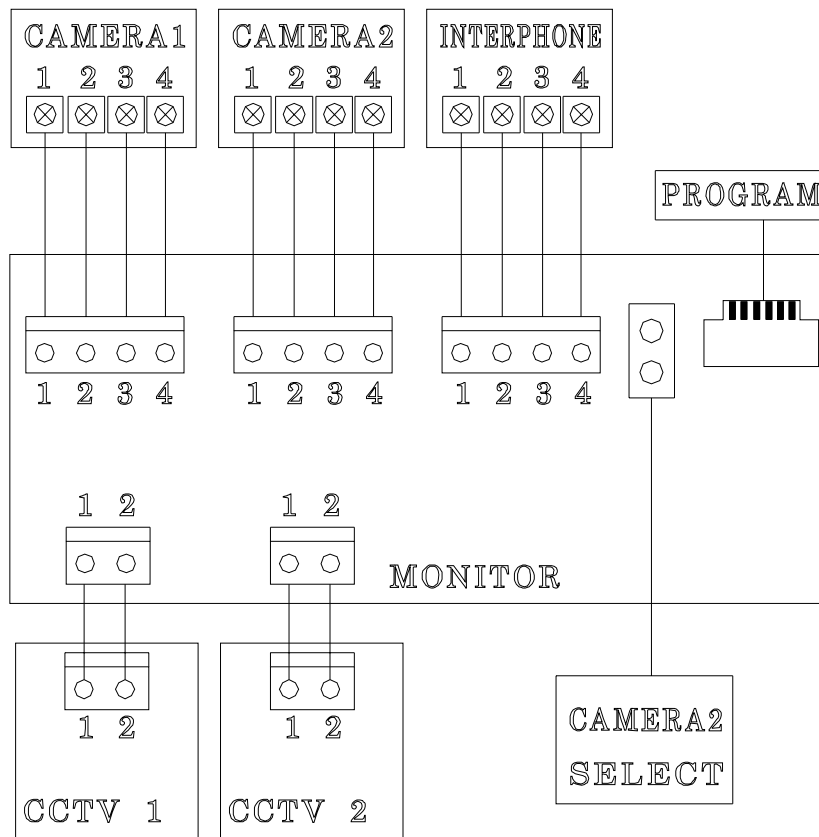 CAMERA1 CAMERA2 INTERPHONE
1 2 3 4 1 2 3 4 1 2 3 4
PROGRAM
1 2 3 4 1 2 3 4 1 2 3 4
1 2 1 2
MONITOR
1 2 1 2
CAMERA2
SELECT
CCTV 1 CCTV 2